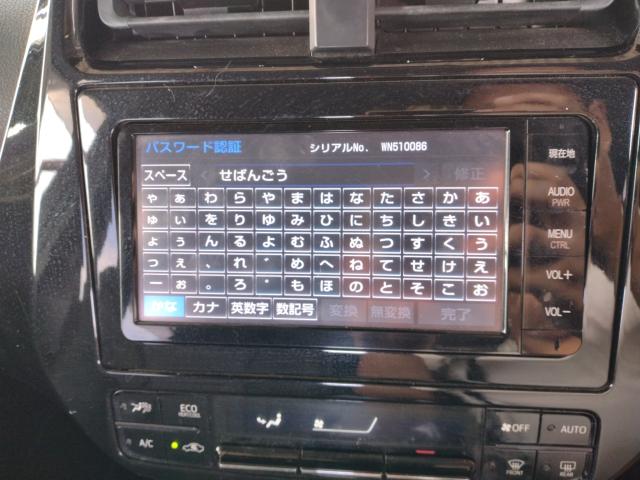 パスワード認証 シリアルNo. WN510086
スペース せばんごう 修正
ゃ ぁ わ ら や ま は な た さ か あ
ゅ ぃ を り ゆ み ひ に ち し き い
ょ ぅ ん る よ む ふ ぬ つ す く う
っ ぇ 、 れ ゛ め へ ね て せ け え
ー ぉ 。 ろ ゜ も ほ の と そ こ お
かな カナ 英数字 数記号 変換 無変換 完了
現在地
AUDIO
PWR
MENU
CTRL
VOL+
VOL-
ECO
HEAT/COOL
OFF AUTO
A/C
FRONT REAR